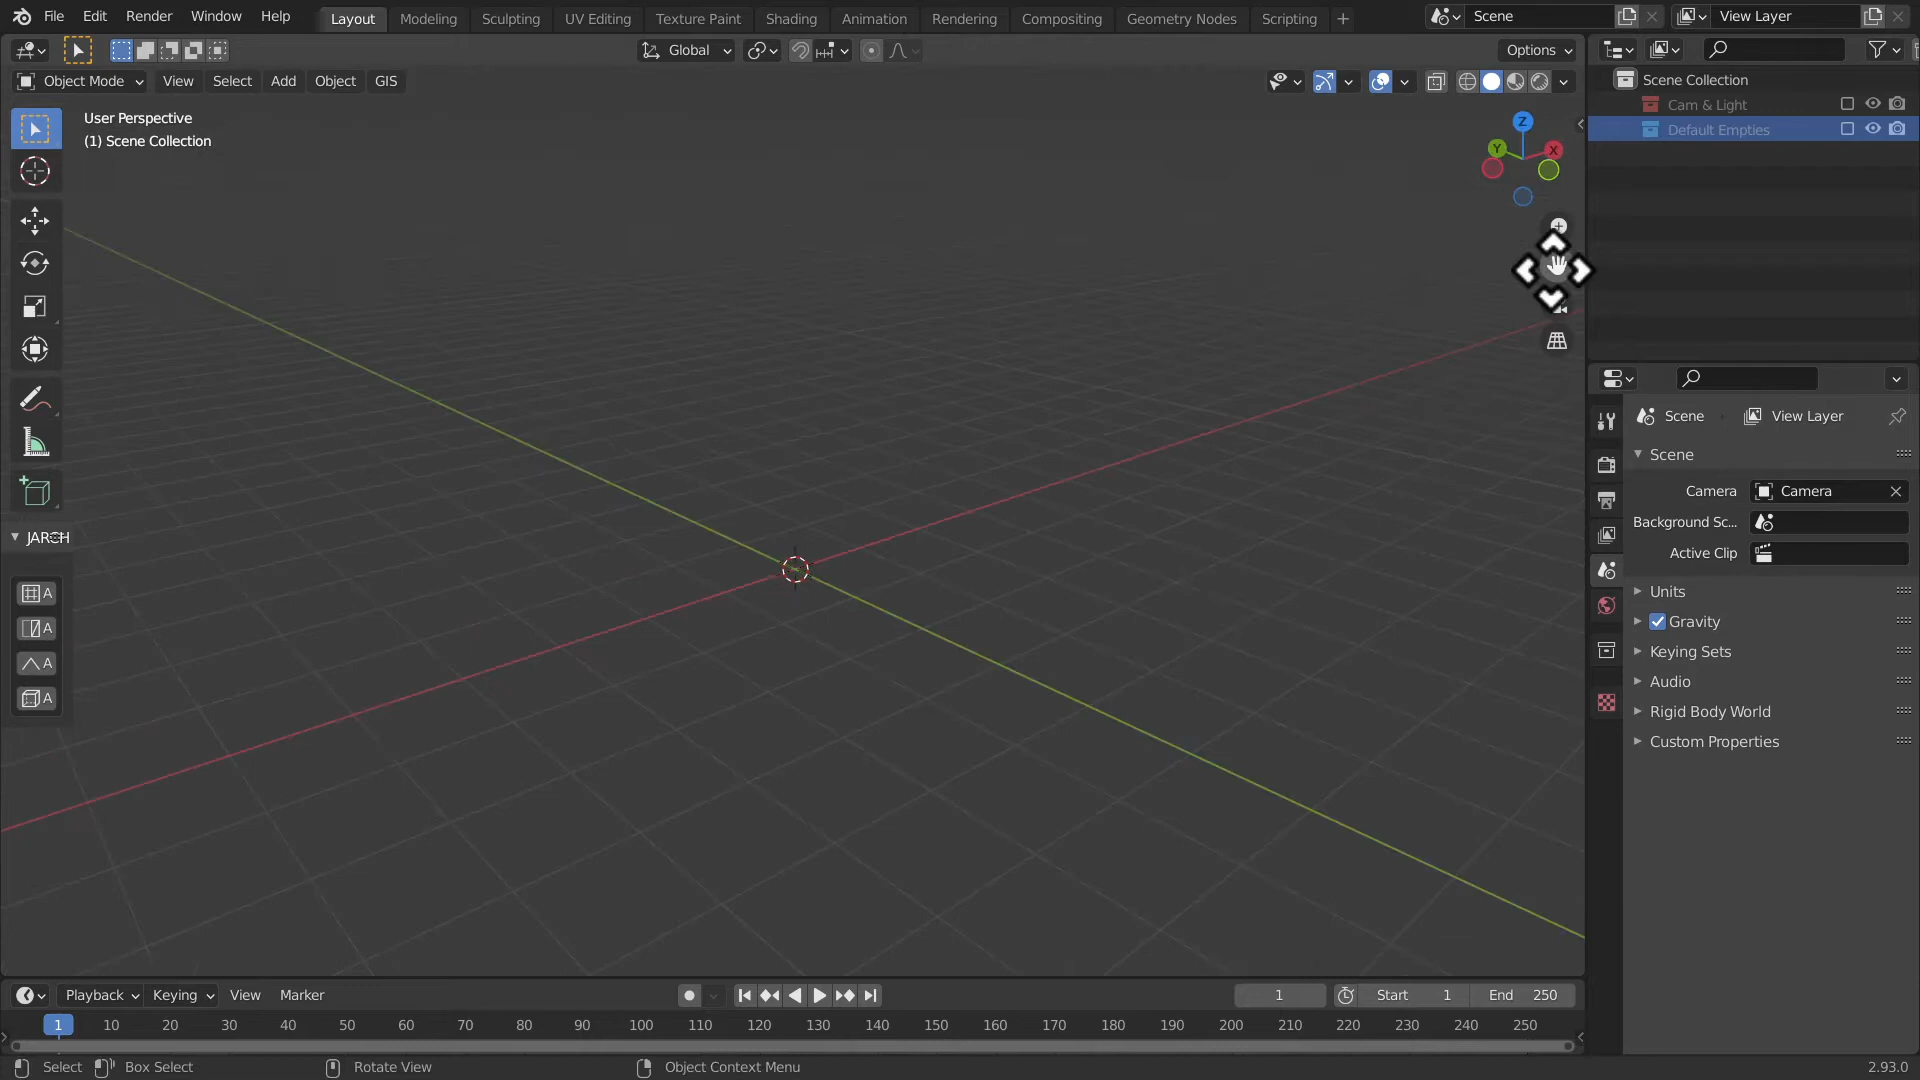 File Edit Render Window Help Layout Modeling Sculpting UV Editing Texture Paint Shading Animation Rendering Compositing Geometry Nodes Scripting + Scene View Layer
Global Options
Object Mode View Select Add Object GIS
Scene Collection
Cam & Light
Default Empties
User Perspective
(1) Scene Collection
Z
Y X
Scene View Layer
Scene
Camera Camera
Background Sc...
Active Clip
JARCH
A
A
A
A
Units
Gravity
Keying Sets
Audio
Rigid Body World
Custom Properties
Playback Keying View Marker 1 Start 1 End 250
1 10 20 30 40 50 60 70 80 90 100 110 120 130 140 150 160 170 180 190 200 210 220 230 240 250
Select Box Select Rotate View Object Context Menu 2.93.0